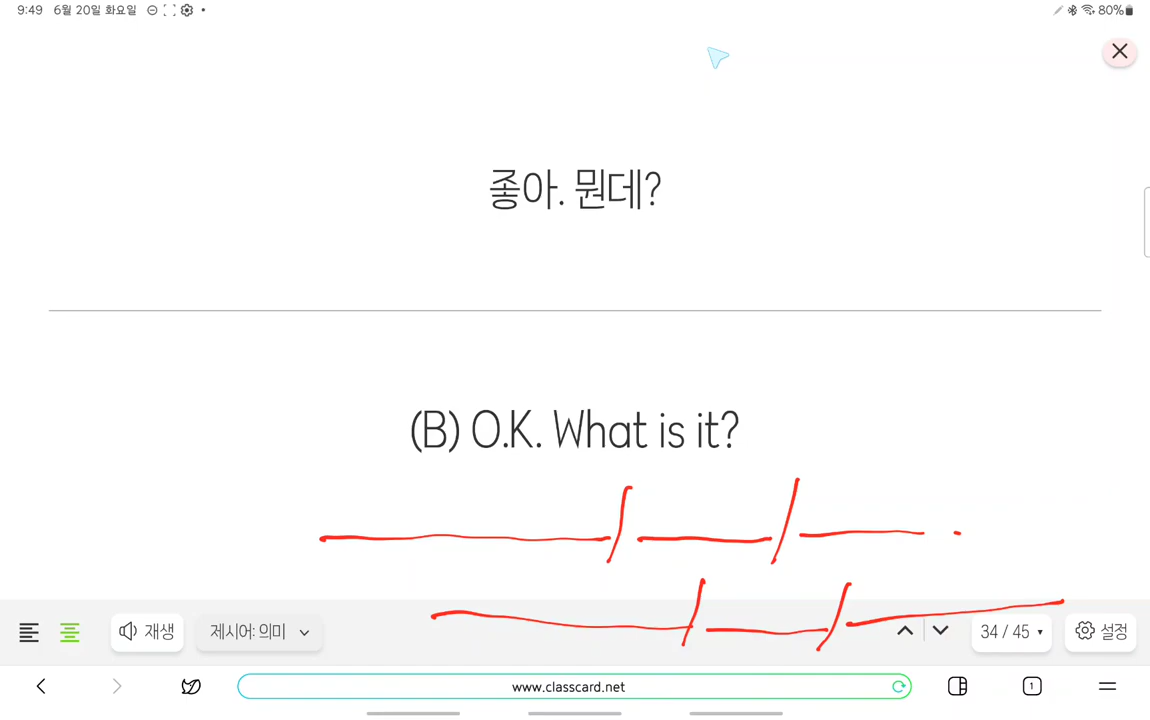 9:49 6월 20일 화요일 80%
좋아. 뭔데?
(B) O.K. What is it?
재생 제시어: 의미 34 / 45 설정
www.classcard.net 1